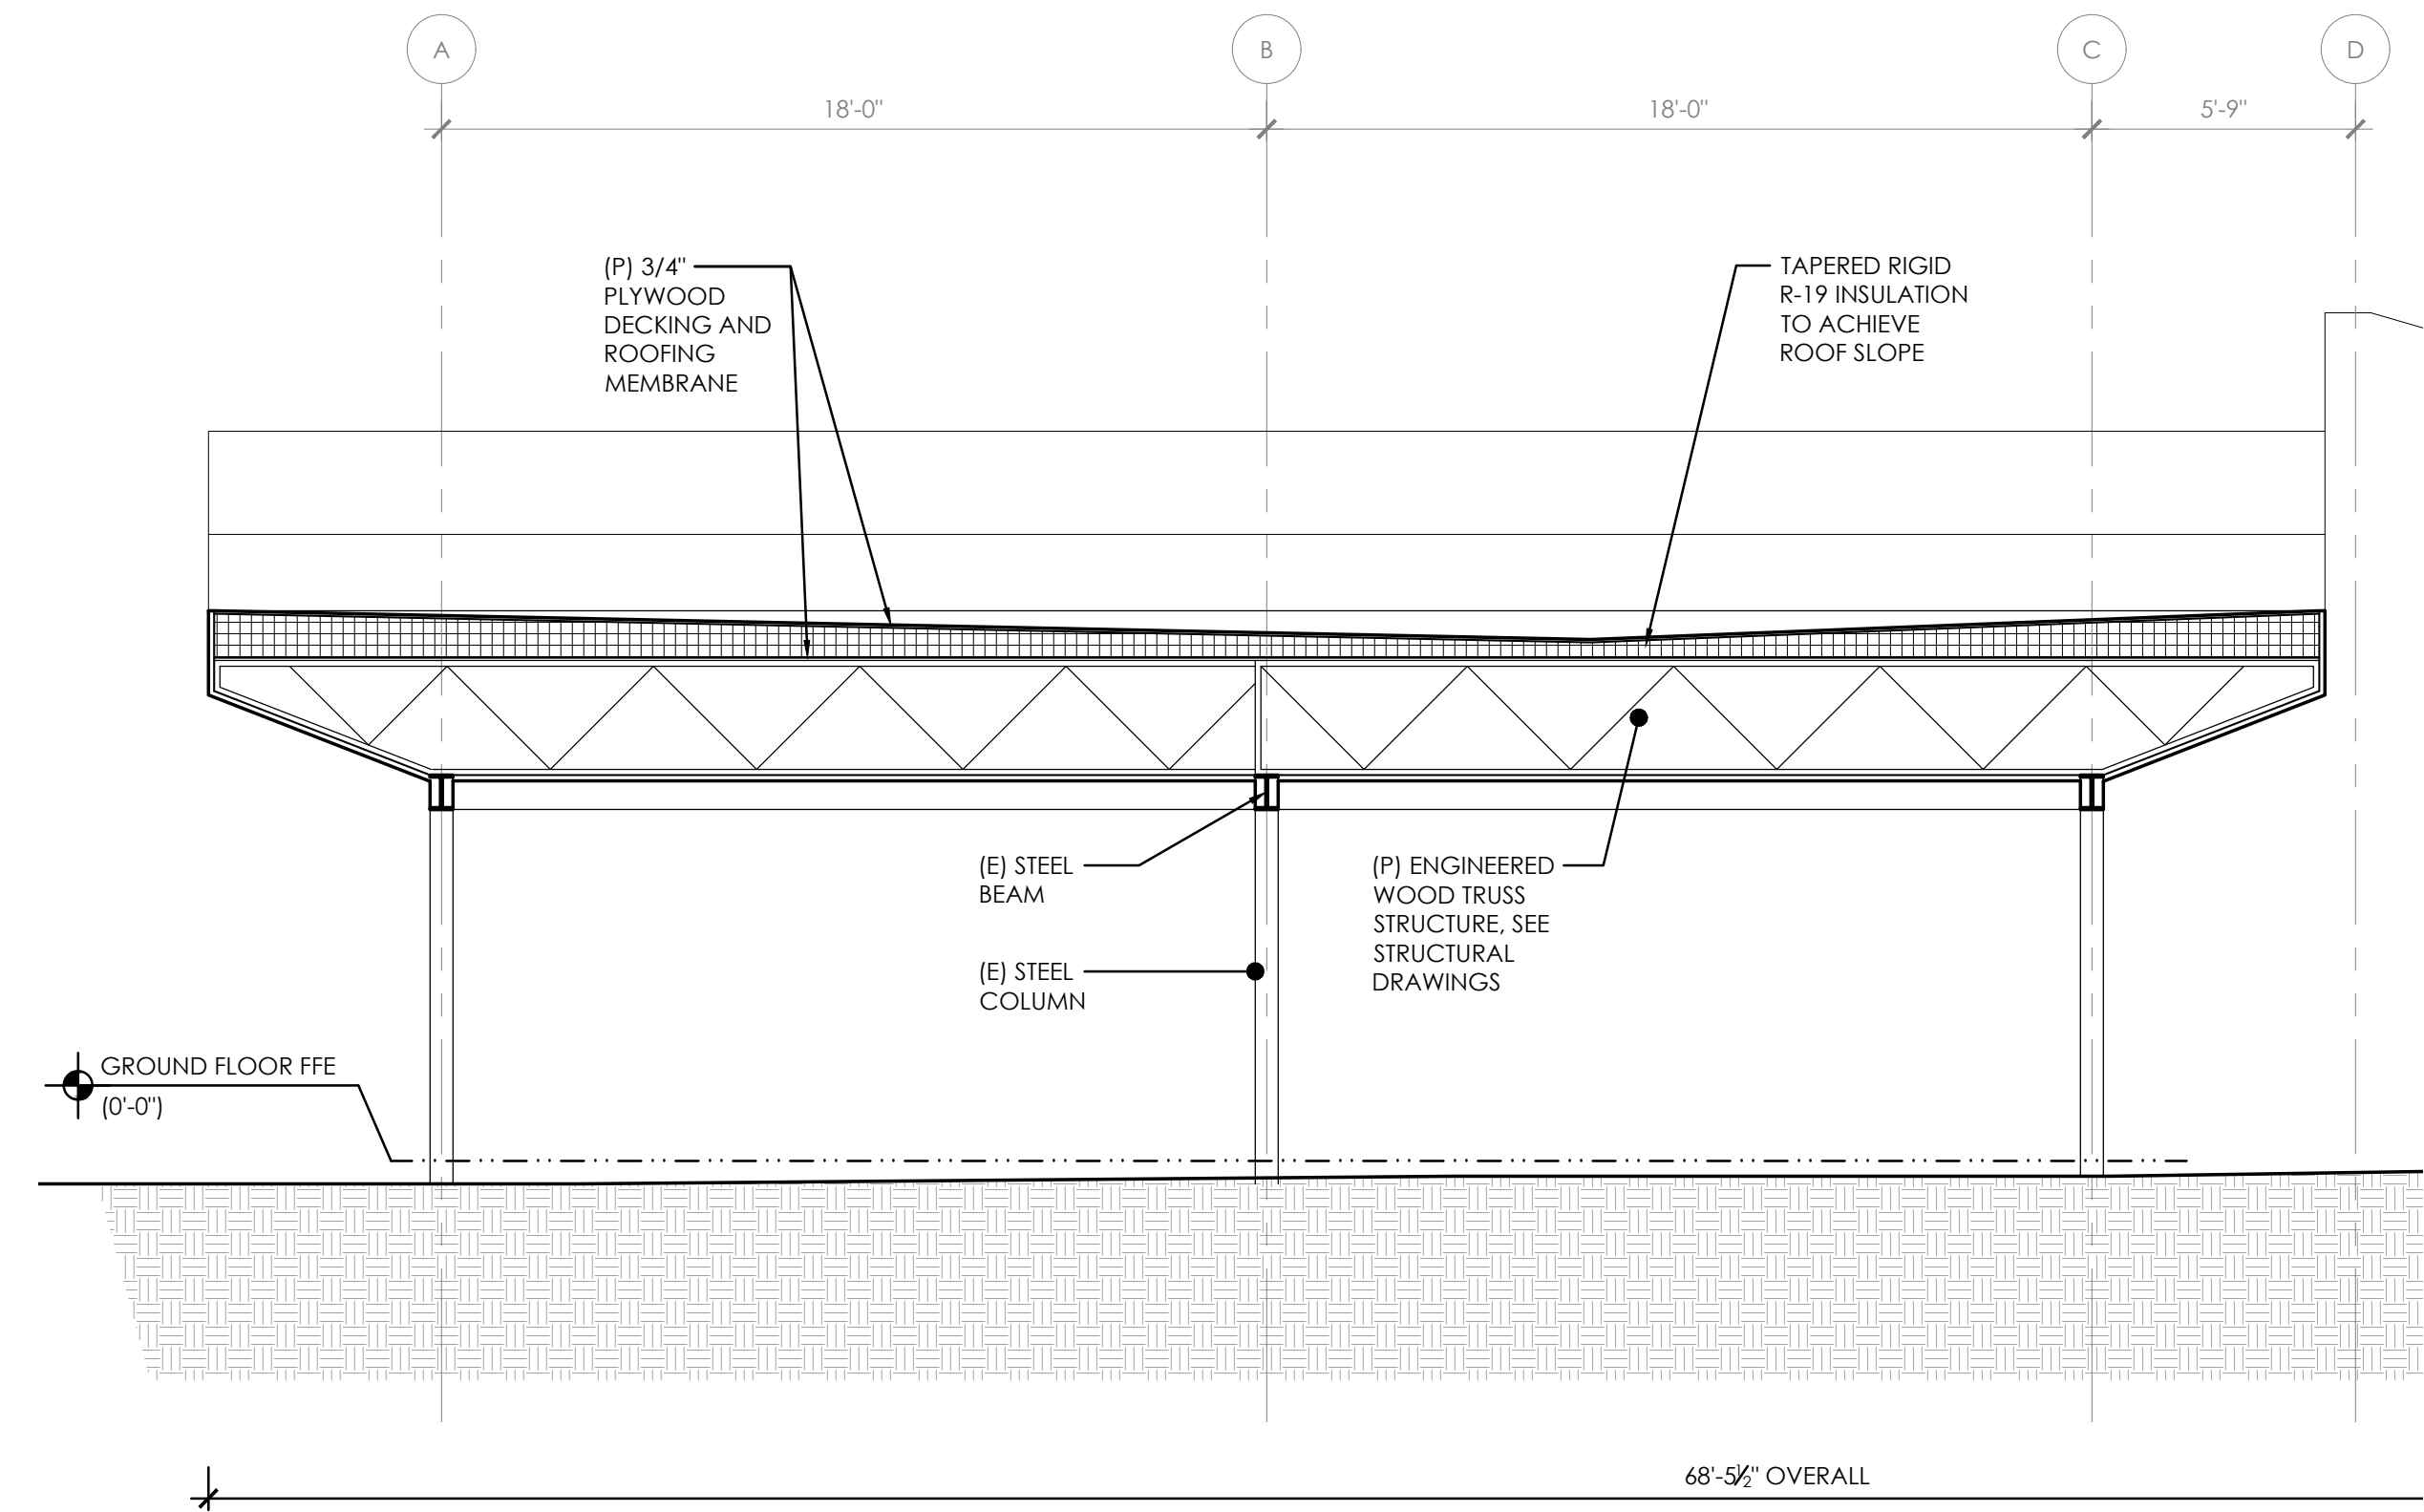 A
B
C
D
18'-0"
18'-0"
5'-9"
(P) 3/4"
PLYWOOD
DECKING AND
ROOFING
MEMBRANE
TAPERED RIGID
R-19 INSULATION
TO ACHIEVE
ROOF SLOPE
(E) STEEL
BEAM
(P) ENGINEERED
WOOD TRUSS
STRUCTURE, SEE
STRUCTURAL
DRAWINGS
(E) STEEL
COLUMN
GROUND FLOOR FFE
(0'-0")
68'-5½" OVERALL